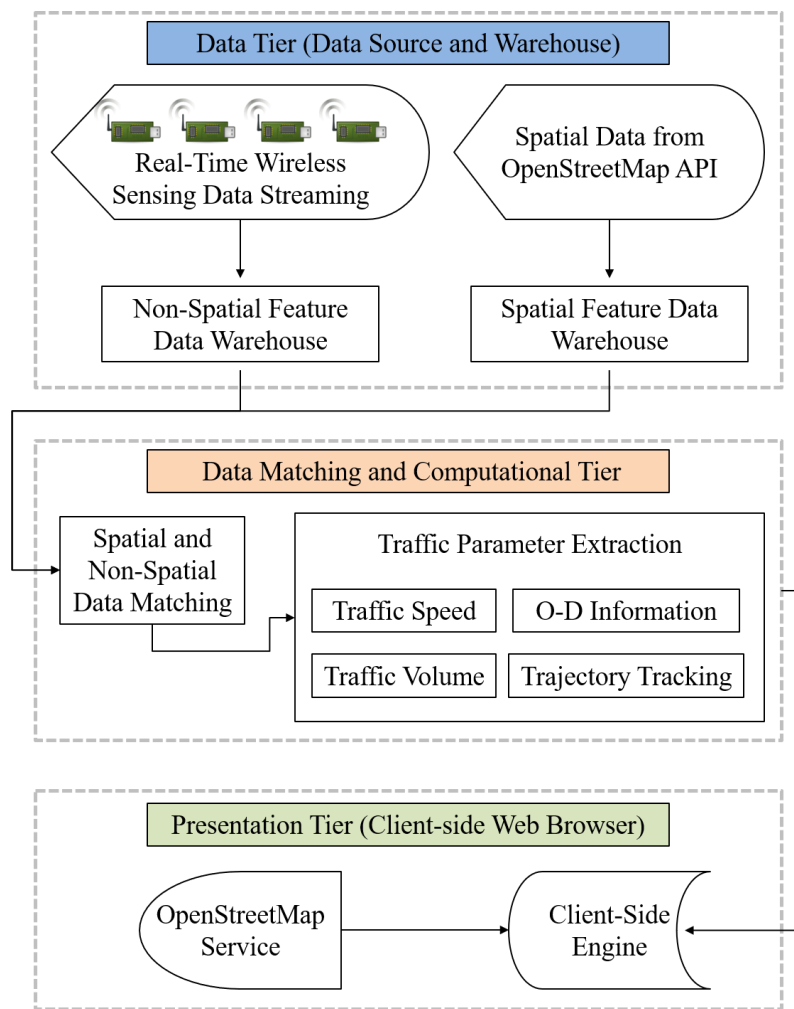 Data Tier (Data Source and Warehouse)
Real-Time Wireless
Sensing Data Streaming
Spatial Data from
OpenStreetMap API
Non-Spatial Feature
Data Warehouse
Spatial Feature Data
Warehouse
Data Matching and Computational Tier
Spatial and
Non-Spatial
Data Matching
Traffic Parameter Extraction
Traffic Speed
O-D Information
Traffic Volume
Trajectory Tracking
Presentation Tier (Client-side Web Browser)
OpenStreetMap
Service
Client-Side
Engine